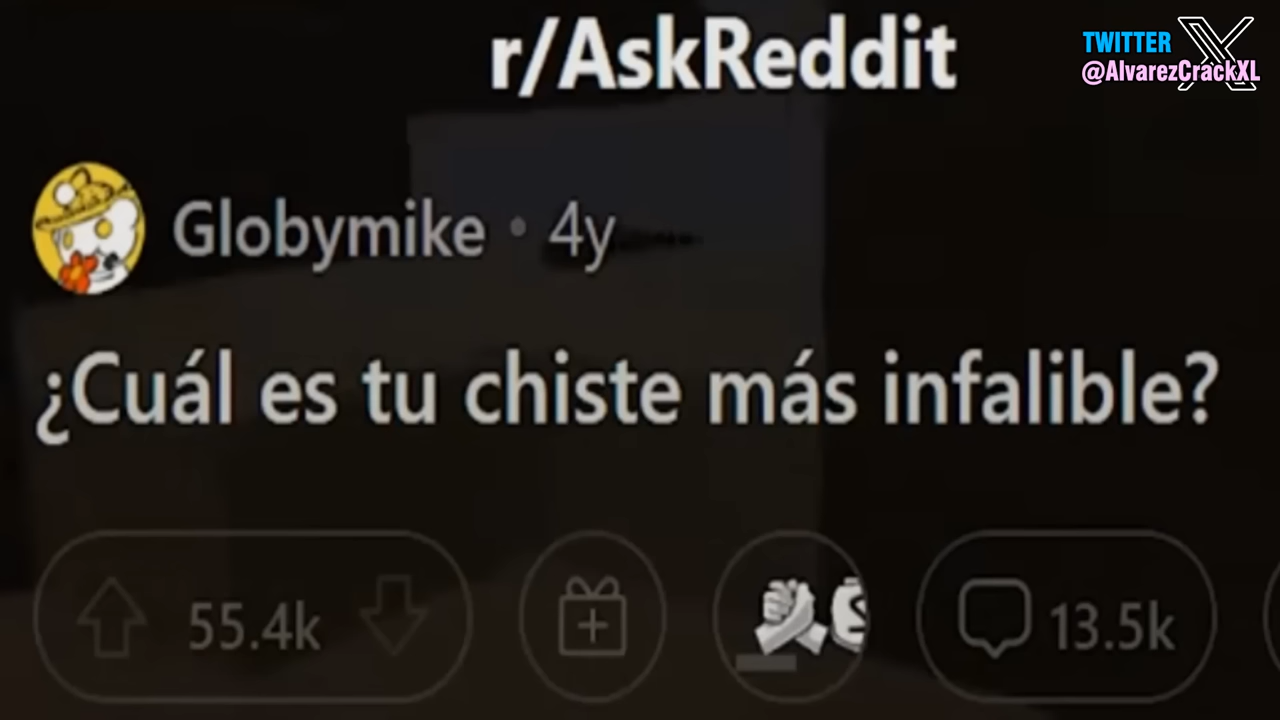 r/AskReddit
TWITTER
@AlvarezCrackXL
Globymike • 4y
¿Cuál es tu chiste más infalible?
55.4k
13.5k